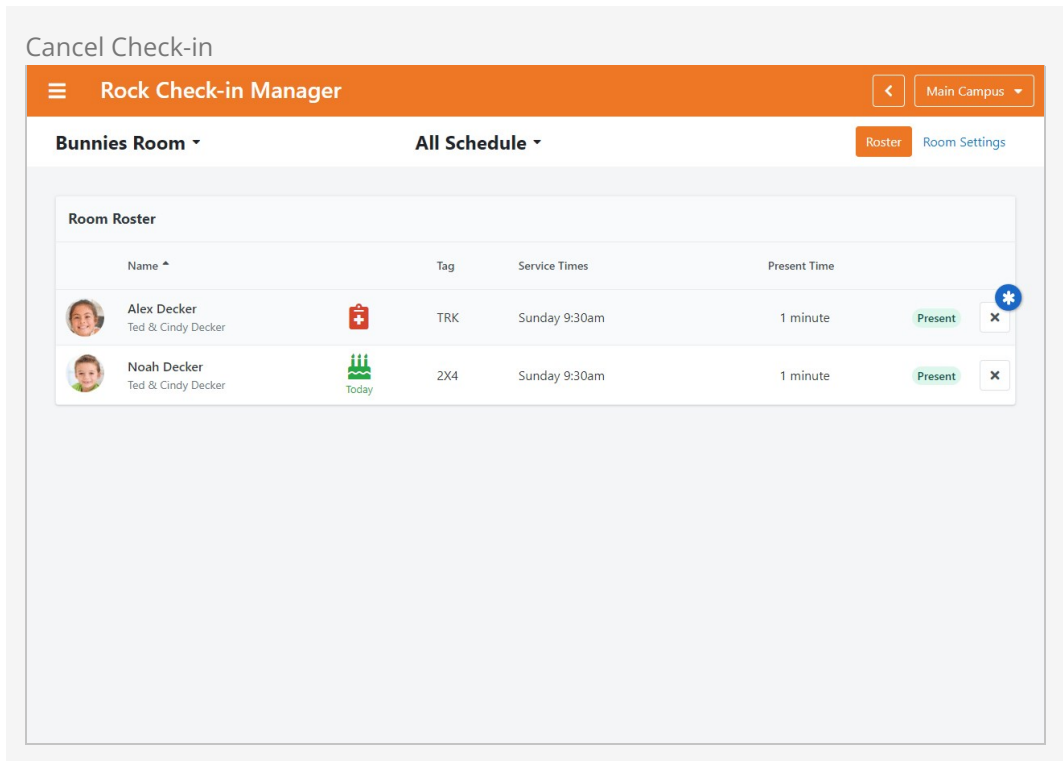 Cancel Check-in
Rock Check-in Manager Main Campus
Bunnies Room All Schedule Roster Room Settings
Room Roster
Name Tag Service Times Present Time
Alex Decker
Ted & Cindy Decker
TRK Sunday 9:30am 1 minute Present
Noah Decker
Ted & Cindy Decker
Today
2X4 Sunday 9:30am 1 minute Present